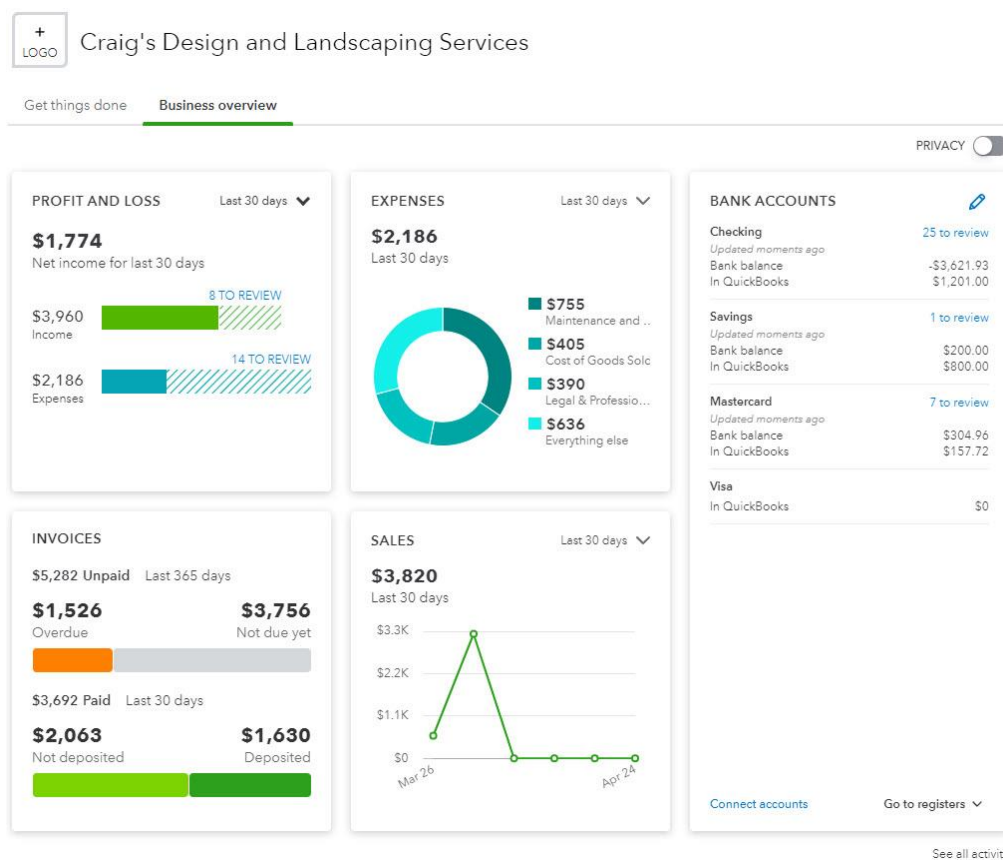 +
LOGO
Craig's Design and Landscaping Services
Get things done
Business overview
PRIVACY
PROFIT AND LOSS
Last 30 days
$1,774
Net income for last 30 days
8 TO REVIEW
$3,960
Income
14 TO REVIEW
$2,186
Expenses
EXPENSES
Last 30 days
$2,186
Last 30 days
$755
Maintenance and ..
$405
Cost of Goods Solc
$390
Legal & Professio...
$636
Everything else
BANK ACCOUNTS
Checking 25 to review
Updated moments ago
Bank balance -$3,621.93
In QuickBooks $1,201.00
Savings 1 to review
Updated moments ago
Bank balance $200.00
In QuickBooks $800.00
Mastercard 7 to review
Updated moments ago
Bank balance $304.96
In QuickBooks $157.72
Visa
In QuickBooks $0
Connect accounts
Go to registers
INVOICES
$5,282 Unpaid Last 365 days
$1,526 $3,756
Overdue Not due yet
$3,692 Paid Last 30 days
$2,063 $1,630
Not deposited Deposited
SALES
Last 30 days
$3,820
Last 30 days
$3.3K
$2.2K
$1.1K
$0
Mar 26
Apr 24
See all activit